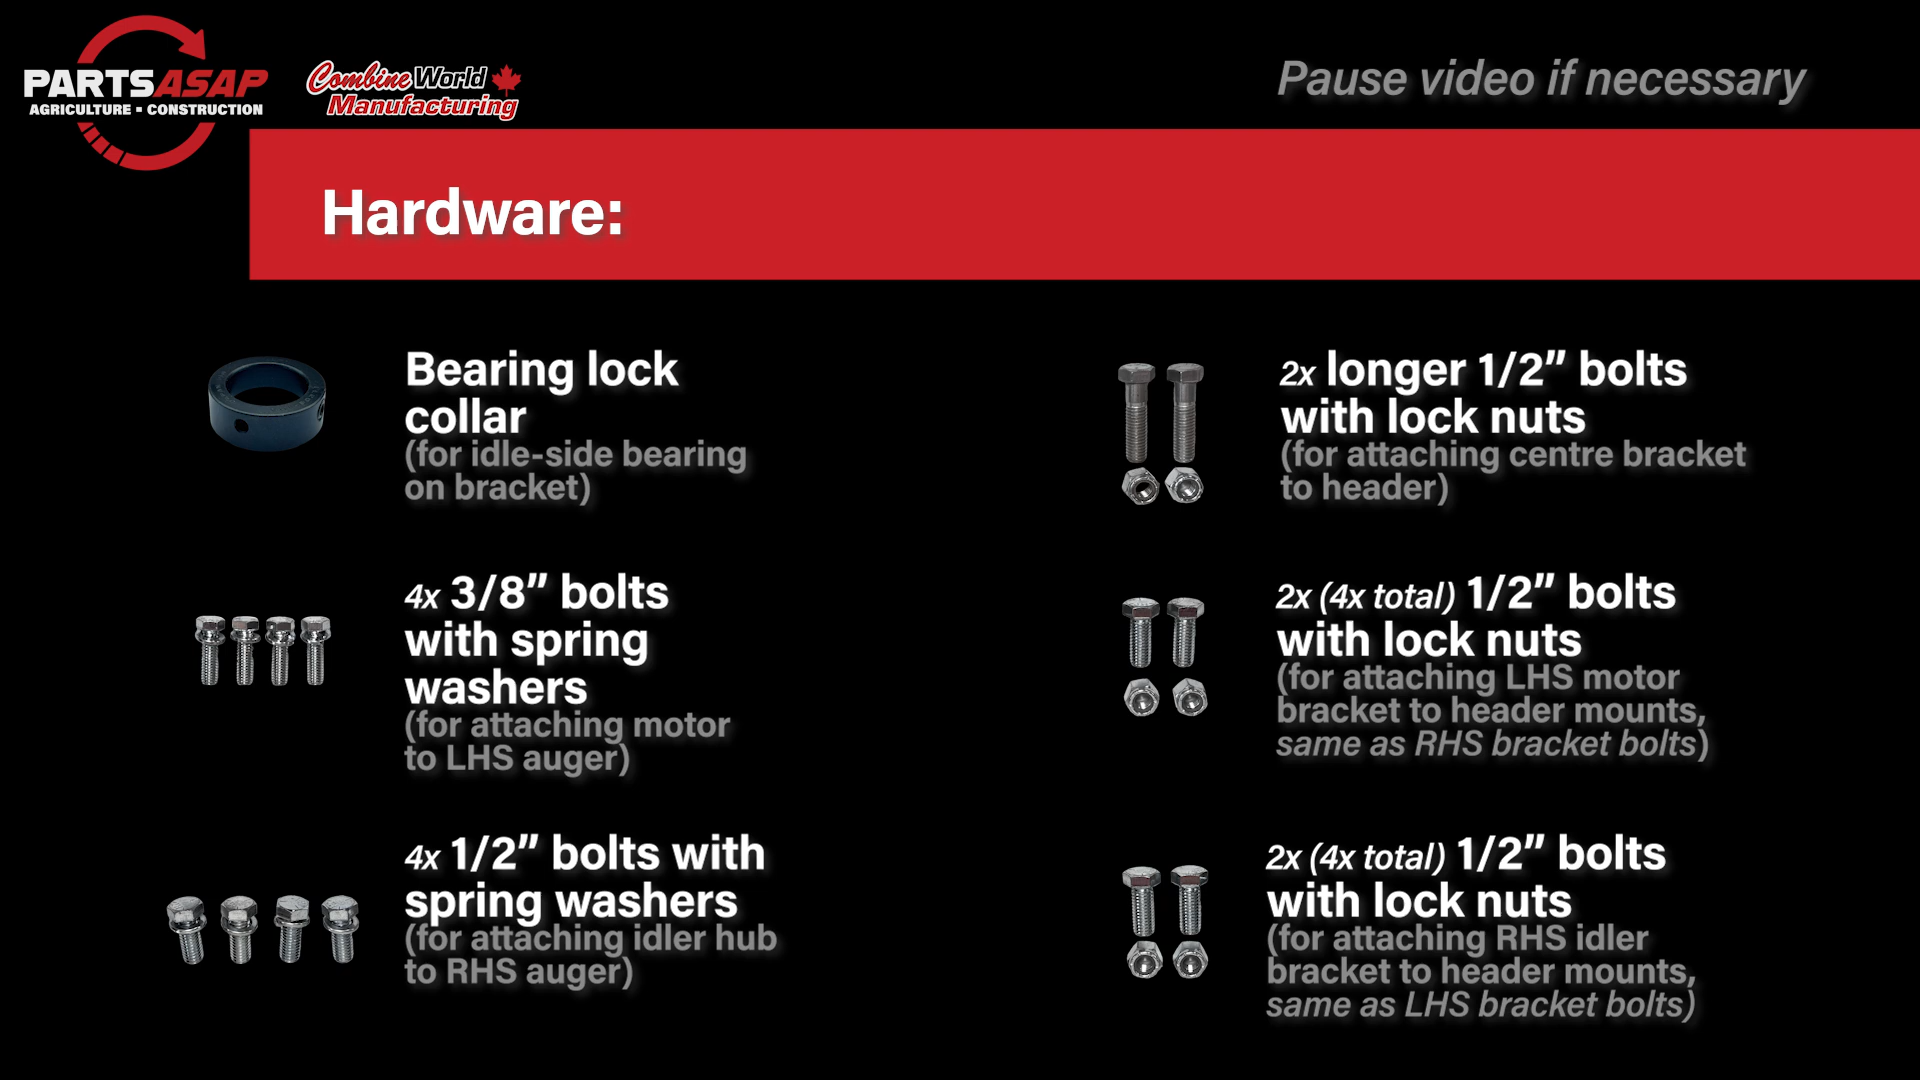 PARTSASAP
AGRICULTURE - CONSTRUCTION
Combine World
Manufacturing
Pause video if necessary
Hardware:
Bearing lock
collar
(for idle-side bearing
on bracket)
4x 3/8” bolts
with spring
washers
(for attaching motor
to LHS auger)
4x 1/2” bolts with
spring washers
(for attaching idler hub
to RHS auger)
2x longer 1/2” bolts
with lock nuts
(for attaching centre bracket
to header)
2x (4x total) 1/2” bolts
with lock nuts
(for attaching LHS motor
bracket to header mounts,
same as RHS bracket bolts)
2x (4x total) 1/2” bolts
with lock nuts
(for attaching RHS idler
bracket to header mounts,
same as LHS bracket bolts)